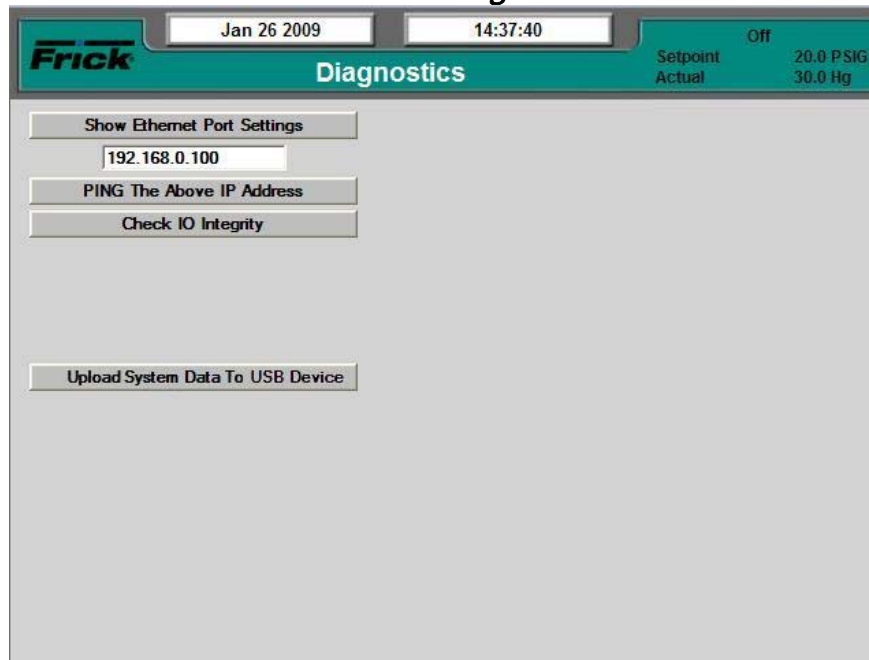 Jan 26 2009 14:37:40 Off
Frick Diagnostics Setpoint 20.0 PSIG
Actual 30.0 Hg
Show Ethernet Port Settings
192.168.0.100
PING The Above IP Address
Check IO Integrity
Upload System Data To USB Device